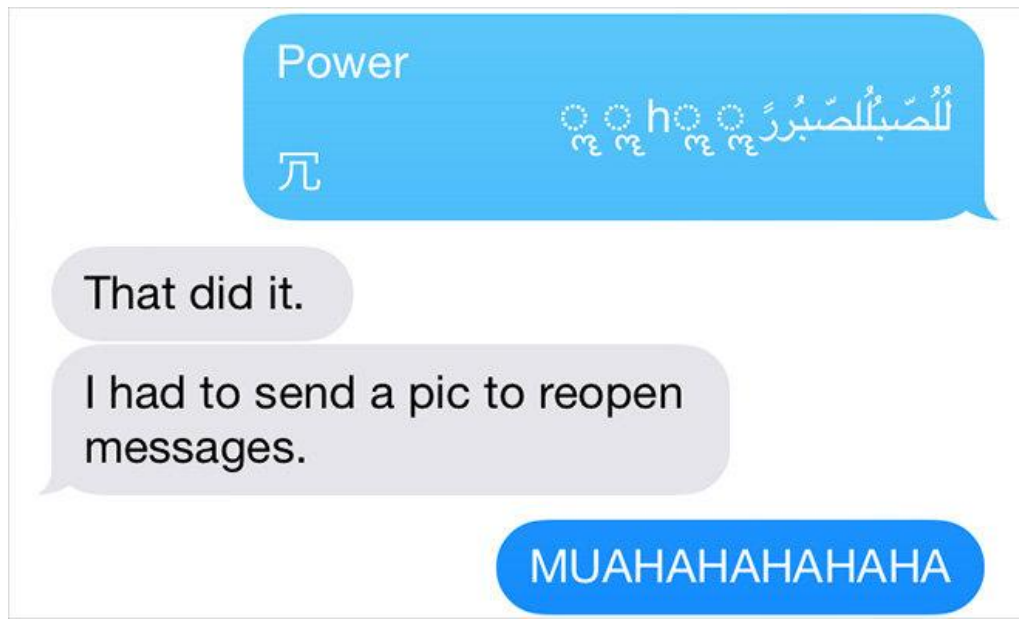 Power
لُلُصّبُلُلصّبُررً ॣ ॣh ॣ ॣ
冗
That did it.
I had to send a pic to reopen
messages.
MUAHAHAHAHAHA